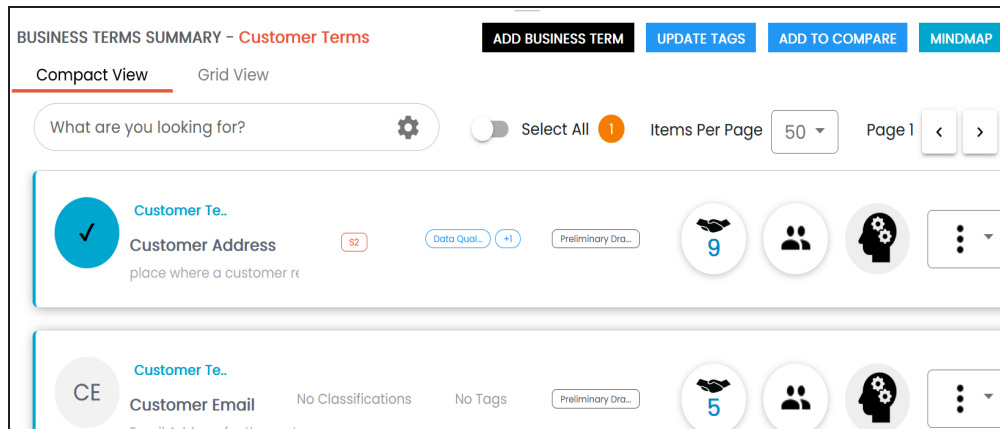 BUSINESS TERMS SUMMARY - Customer Terms
ADD BUSINESS TERM UPDATE TAGS ADD TO COMPARE MINDMAP
Compact View Grid View
What are you looking for? Select All 1 Items Per Page 50 Page 1
Customer Te..
Customer Address S2 Data Qual... +1 Preliminary Dra... 9
place where a customer re
Customer Te..
CE Customer Email No Classifications No Tags Preliminary Dra... 5